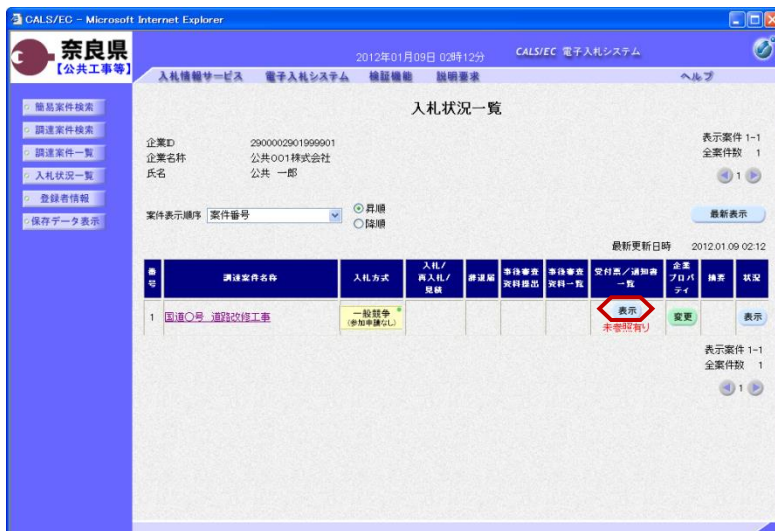 CALS/EC - Microsoft Internet Explorer
奈良県
【公共工事等】
2012年01月09日 02時12分
CALS/EC 電子入札システム
入札情報サービス 電子入札システム 検証機能 説明要求 ヘルプ
簡易案件検索
調達案件検索
調達案件一覧
入札状況一覧
登録者情報
保存データ表示
入札状況一覧
企業ID 2900002901999901
企業名称 公共001株式会社
氏名 公共 一郎
表示案件 1-1
全案件数 1
1
案件表示順序 案件番号
昇順
降順
最新表示
最新更新日時 2012.01.09 02:12
番号 調達案件名称 入札方式 入札/再入札/見積 辞退届 事後審査資料提出 事後審査資料一覧 受付票/通知書一覧 企業プロパティ 摘要 状況
1 国道〇号 道路改修工事 一般競争(参加申請なし) 表示 未参照有り 変更 表示
表示案件 1-1
全案件数 1
1